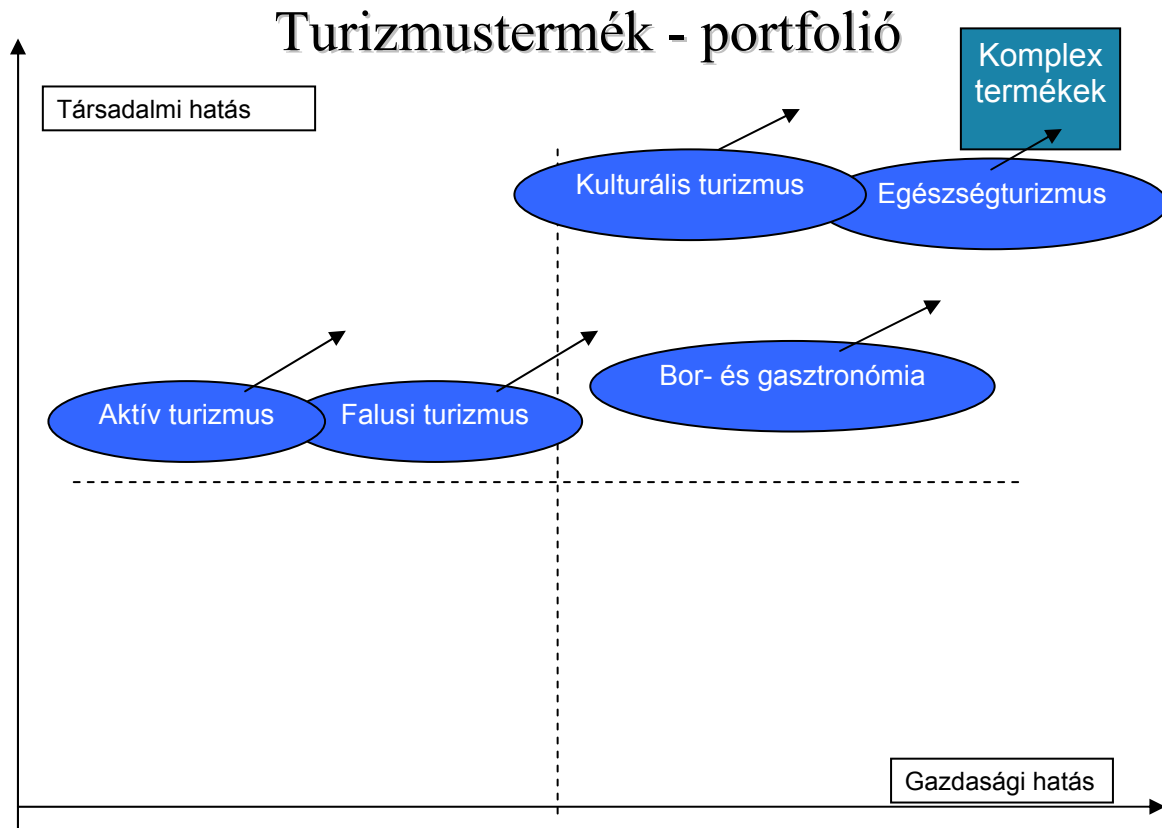 Turizmustermék - portfolió
Komplex
termékek
Társadalmi hatás
Kulturális turizmus
Egészségturizmus
Bor- és gasztronómia
Aktív turizmus
Falusi turizmus
Gazdasági hatás